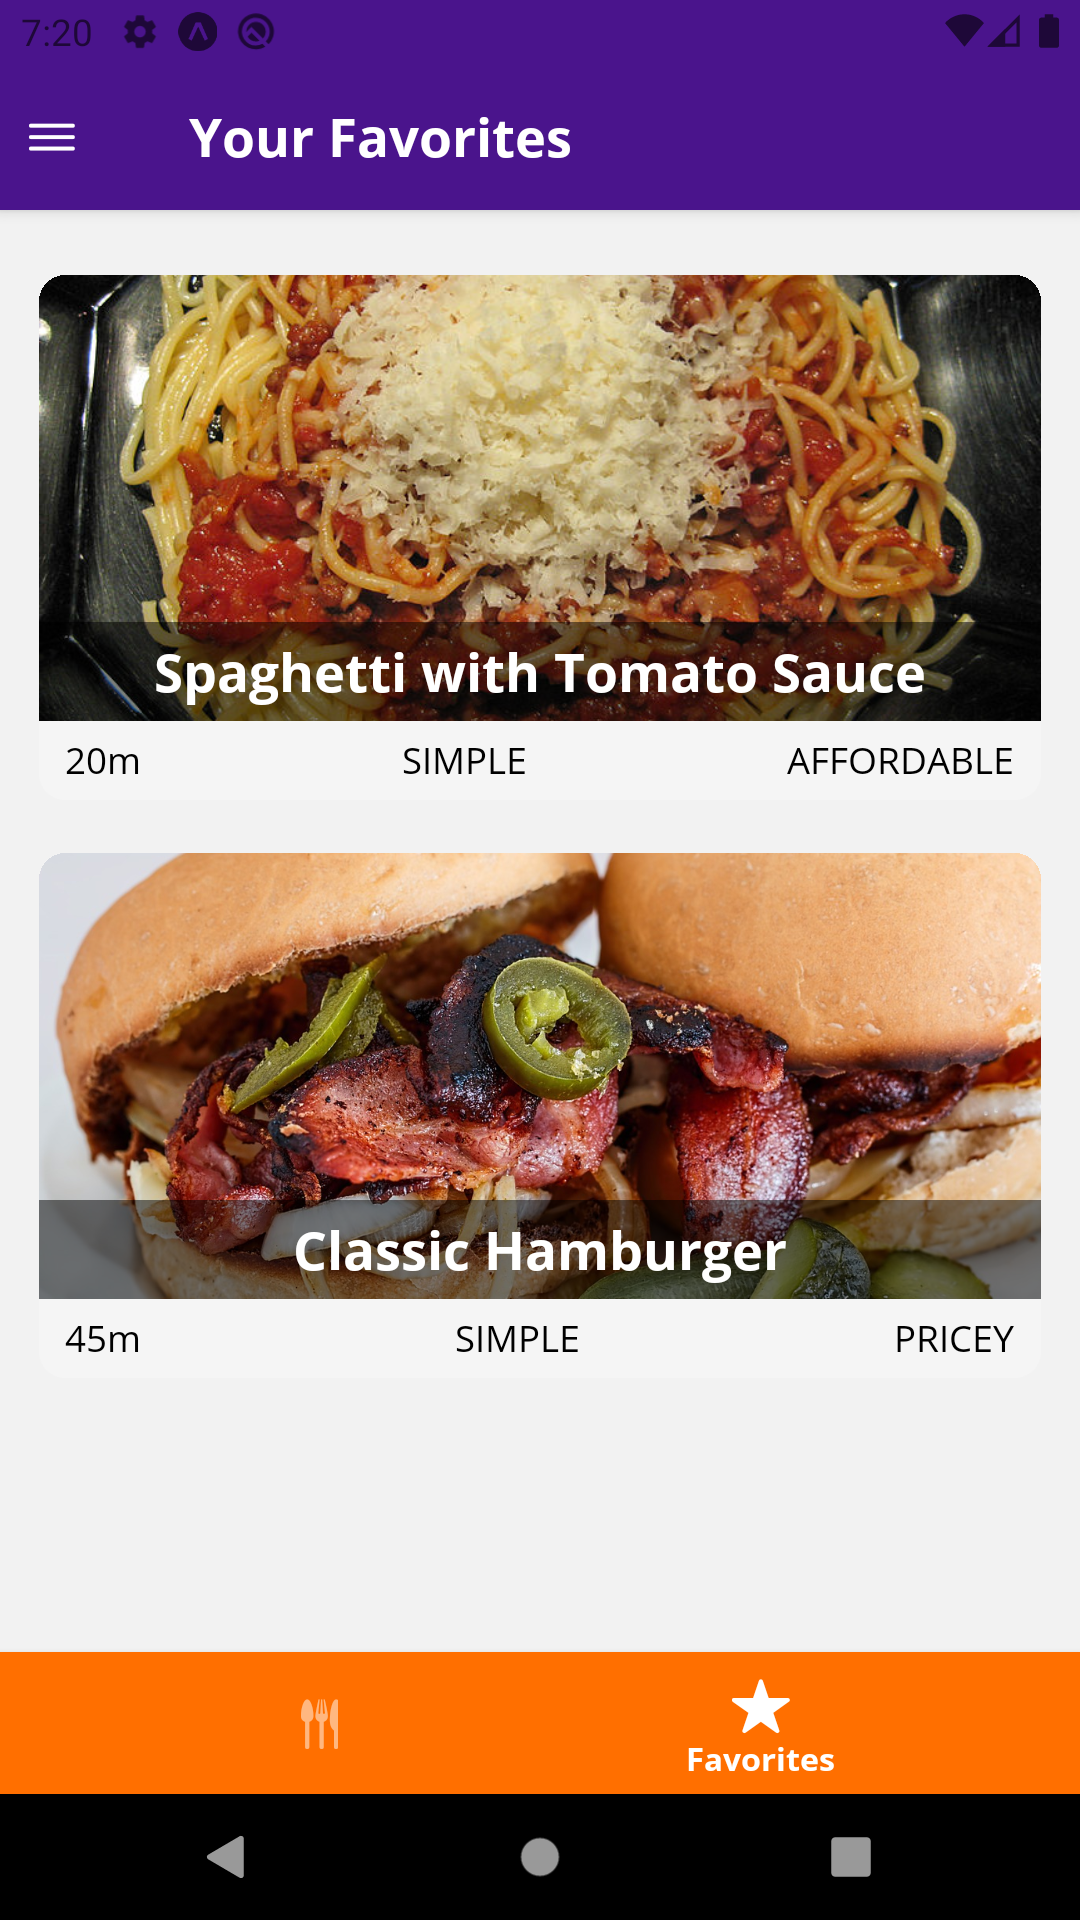 7:20
Your Favorites
Spaghetti with Tomato Sauce
20m SIMPLE AFFORDABLE
Classic Hamburger
45m SIMPLE PRICEY
Favorites